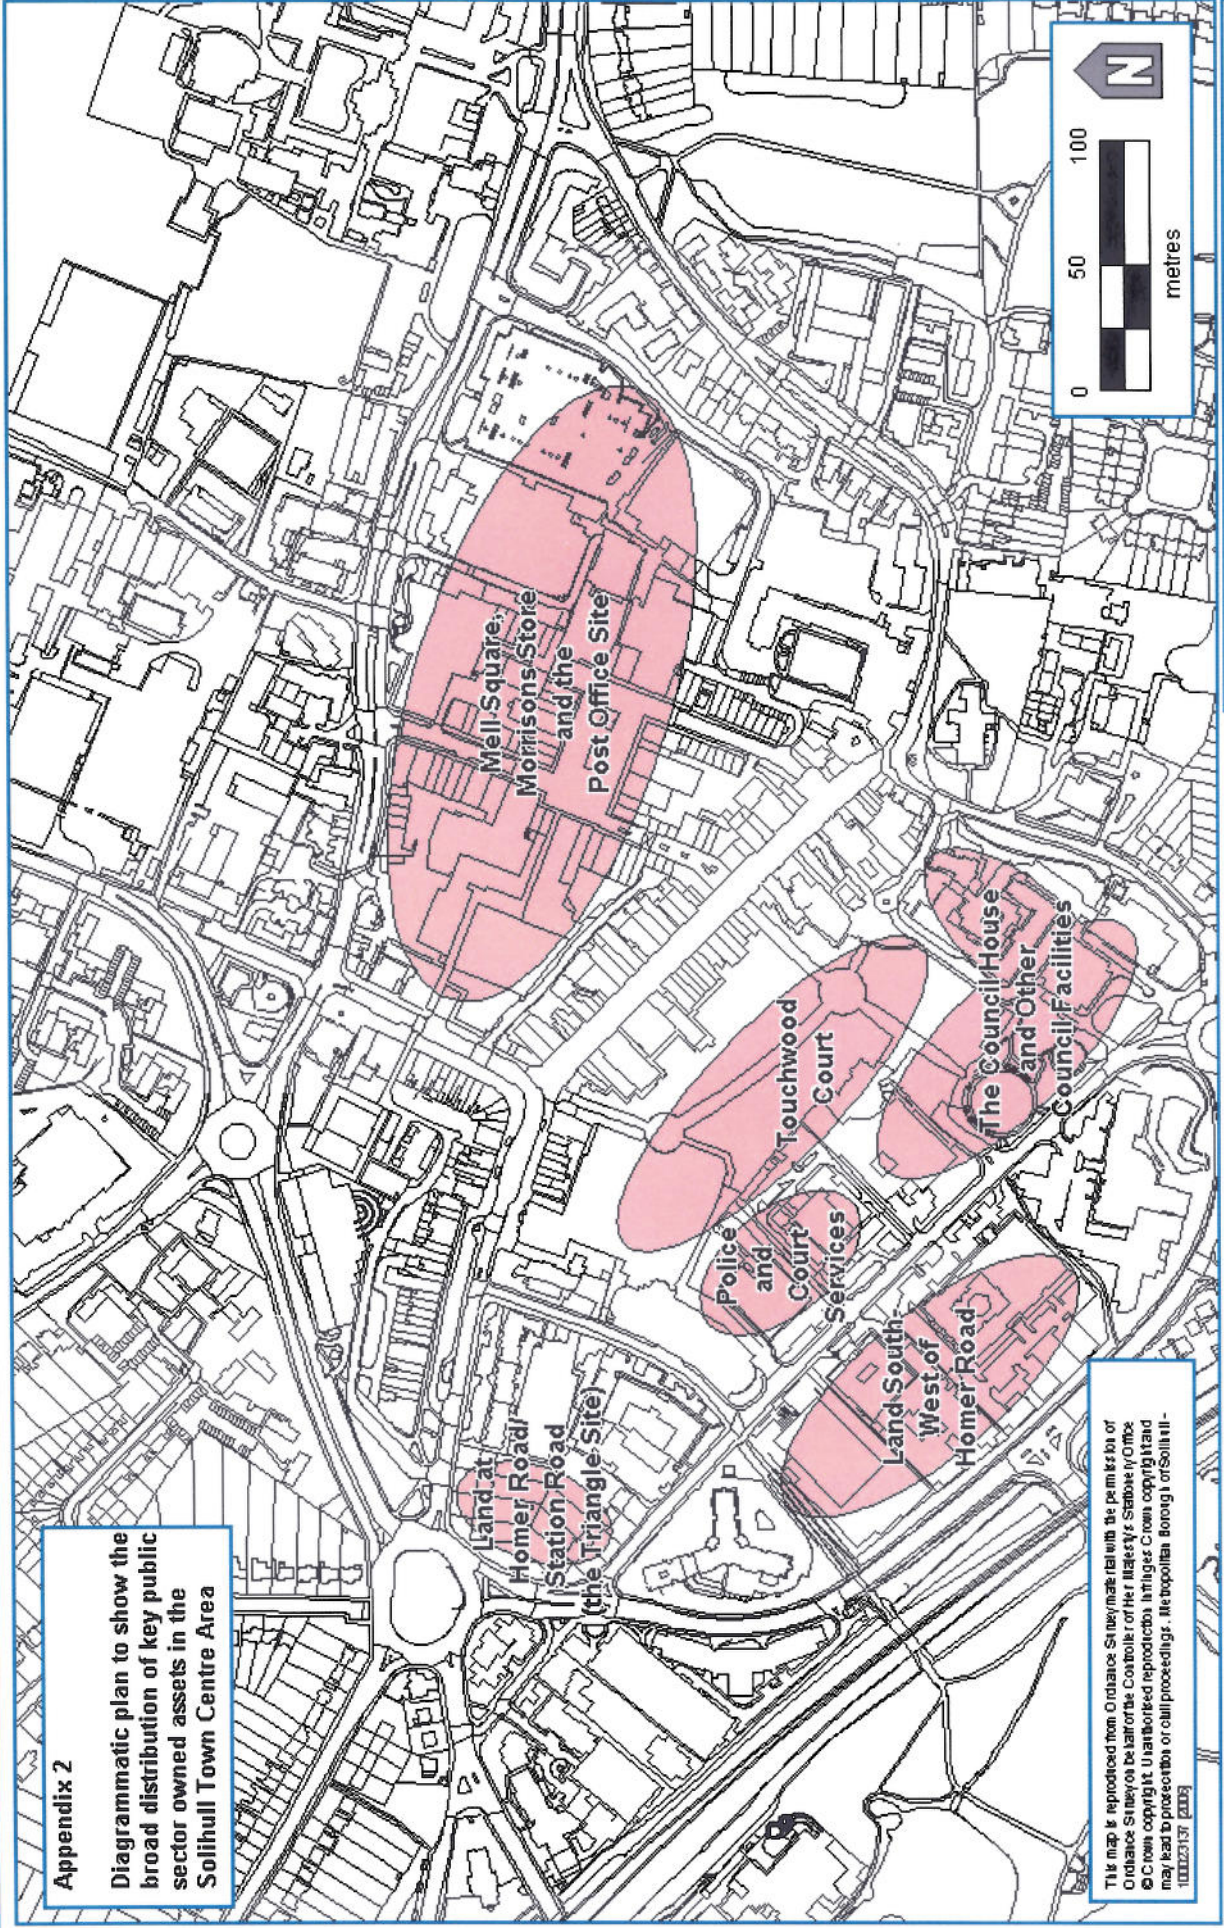 Appendix 2
Diagrammatic plan to show the
broad distribution of key public
sector owned assets in the
Solihull Town Centre Area
Land at
Homer Road/
Station Road
(the Triangle Site)
Mell Square,
Morrisons Store
and the
Post Office Site
Police
and
Court
Services
Touchwood
Court
Land South-
West of
Homer Road
The Council House
and Other
Council Facilities
This map is reproduced from Ordnance Survey material with the permission of
Ordnance Survey on behalf of the Controller of Her Majesty's Stationery Office
© Crown copyright. Unauthorised reproduction infringes Crown copyright and
may lead to prosecution or civil proceedings. Metropolitan Borough of Solihull -
100023137 [2006]
N
0 50 100
metres